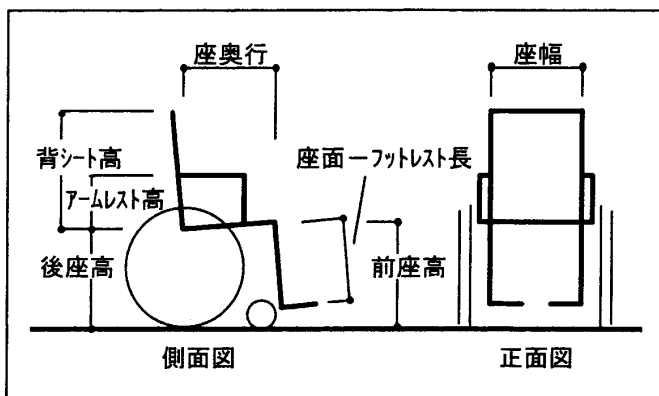 座奥行
座幅
背シート高
座面ーフットレスト長
アームレスト高
後座高
前座高
側面図
正面図